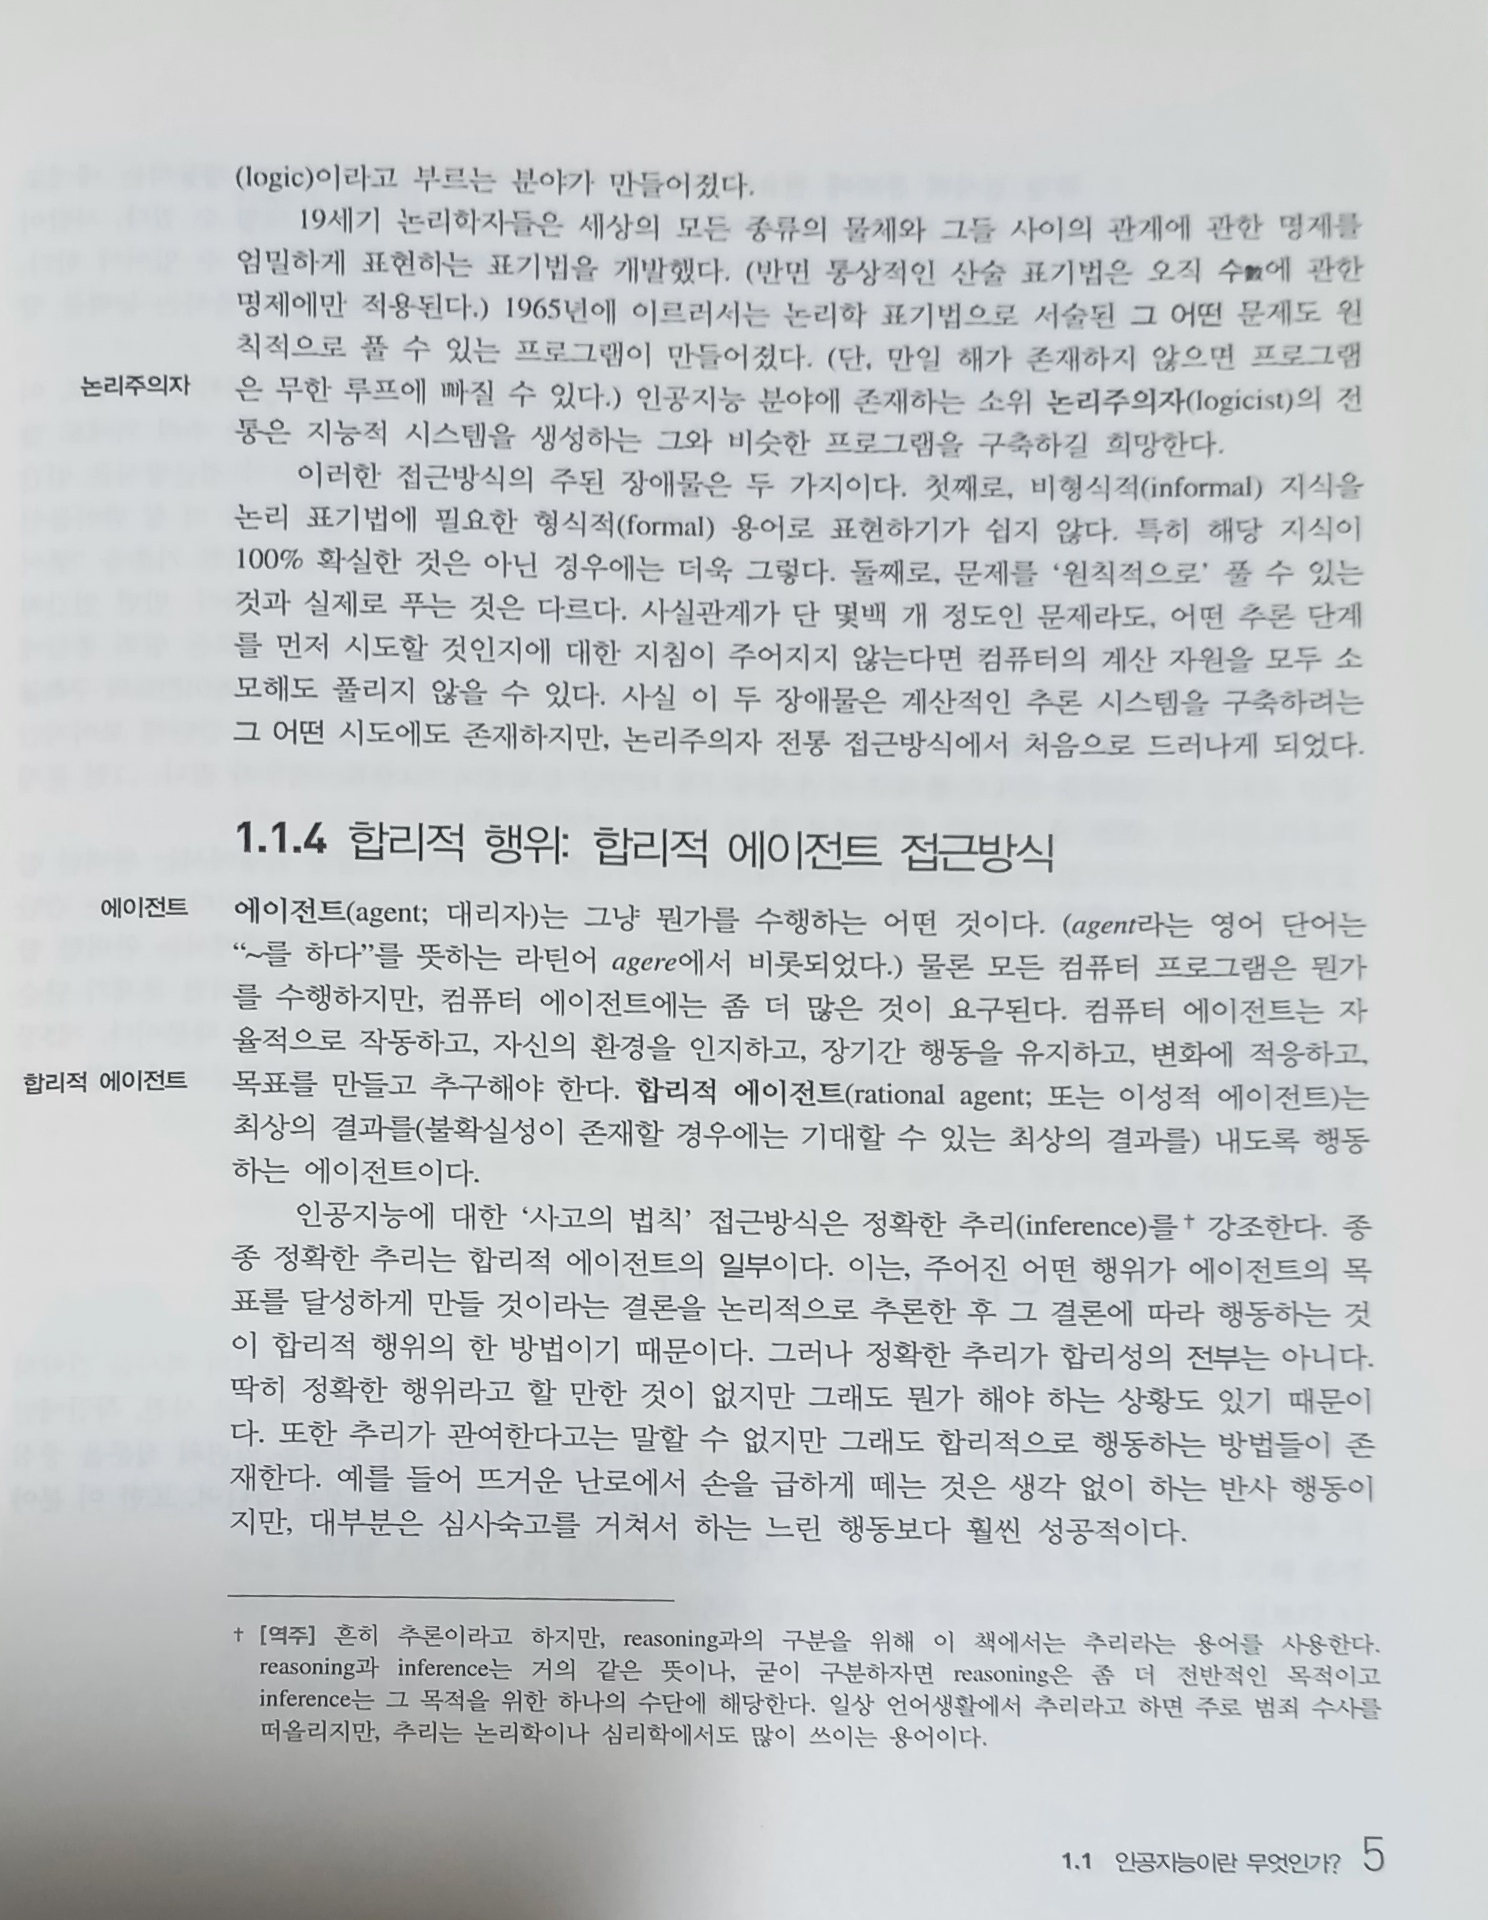 (logic)이라고 부르는 분야가 만들어졌다.
19세기 논리학자들은 세상의 모든 종류의 물체와 그들 사이의 관계에 관한 명제를
엄밀하게 표현하는 표기법을 개발했다. (반면 통상적인 산술 표기법은 오직 수數에 관한
명제에만 적용된다.) 1965년에 이르러서는 논리학 표기법으로 서술된 그 어떤 문제도 원
칙적으로 풀 수 있는 프로그램이 만들어졌다. (단, 만일 해가 존재하지 않으면 프로그램
논리주의자
은 무한 루프에 빠질 수 있다.) 인공지능 분야에 존재하는 소위 논리주의자(logicist)의 전
통은 지능적 시스템을 생성하는 그와 비슷한 프로그램을 구축하길 희망한다.
이러한 접근방식의 주된 장애물은 두 가지이다. 첫째로, 비형식적(informal) 지식을
논리 표기법에 필요한 형식적(formal) 용어로 표현하기가 쉽지 않다. 특히 해당 지식이
100% 확실한 것은 아닌 경우에는 더욱 그렇다. 둘째로, 문제를 ‘원칙적으로’ 풀 수 있는
것과 실제로 푸는 것은 다르다. 사실관계가 단 몇백 개 정도인 문제라도, 어떤 추론 단계
를 먼저 시도할 것인지에 대한 지침이 주어지지 않는다면 컴퓨터의 계산 자원을 모두 소
모해도 풀리지 않을 수 있다. 사실 이 두 장애물은 계산적인 추론 시스템을 구축하려는
그 어떤 시도에도 존재하지만, 논리주의자 전통 접근방식에서 처음으로 드러나게 되었다.
1.1.4 합리적 행위: 합리적 에이전트 접근방식
에이전트
에이전트(agent; 대리자)는 그냥 뭔가를 수행하는 어떤 것이다. (agent라는 영어 단어는
“~를 하다”를 뜻하는 라틴어 agere에서 비롯되었다.) 물론 모든 컴퓨터 프로그램은 뭔가
를 수행하지만, 컴퓨터 에이전트에는 좀 더 많은 것이 요구된다. 컴퓨터 에이전트는 자
율적으로 작동하고, 자신의 환경을 인지하고, 장기간 행동을 유지하고, 변화에 적응하고,
합리적 에이전트
목표를 만들고 추구해야 한다. 합리적 에이전트(rational agent; 또는 이성적 에이전트)는
최상의 결과를(불확실성이 존재할 경우에는 기대할 수 있는 최상의 결과를) 내도록 행동
하는 에이전트이다.
인공지능에 대한 ‘사고의 법칙’ 접근방식은 정확한 추리(inference)를† 강조한다. 종
종 정확한 추리는 합리적 에이전트의 일부이다. 이는, 주어진 어떤 행위가 에이전트의 목
표를 달성하게 만들 것이라는 결론을 논리적으로 추론한 후 그 결론에 따라 행동하는 것
이 합리적 행위의 한 방법이기 때문이다. 그러나 정확한 추리가 합리성의 전부는 아니다.
딱히 정확한 행위라고 할 만한 것이 없지만 그래도 뭔가 해야 하는 상황도 있기 때문이
다. 또한 추리가 관여한다고는 말할 수 없지만 그래도 합리적으로 행동하는 방법들이 존
재한다. 예를 들어 뜨거운 난로에서 손을 급하게 떼는 것은 생각 없이 하는 반사 행동이
지만, 대부분은 심사숙고를 거쳐서 하는 느린 행동보다 훨씬 성공적이다.
† [역주] 흔히 추론이라고 하지만, reasoning과의 구분을 위해 이 책에서는 추리라는 용어를 사용한다.
reasoning과 inference는 거의 같은 뜻이나, 굳이 구분하자면 reasoning은 좀 더 전반적인 목적이고
inference는 그 목적을 위한 하나의 수단에 해당한다. 일상 언어생활에서 추리라고 하면 주로 범죄 수사를
떠올리지만, 추리는 논리학이나 심리학에서도 많이 쓰이는 용어이다.
1.1 인공지능이란 무엇인가? 5